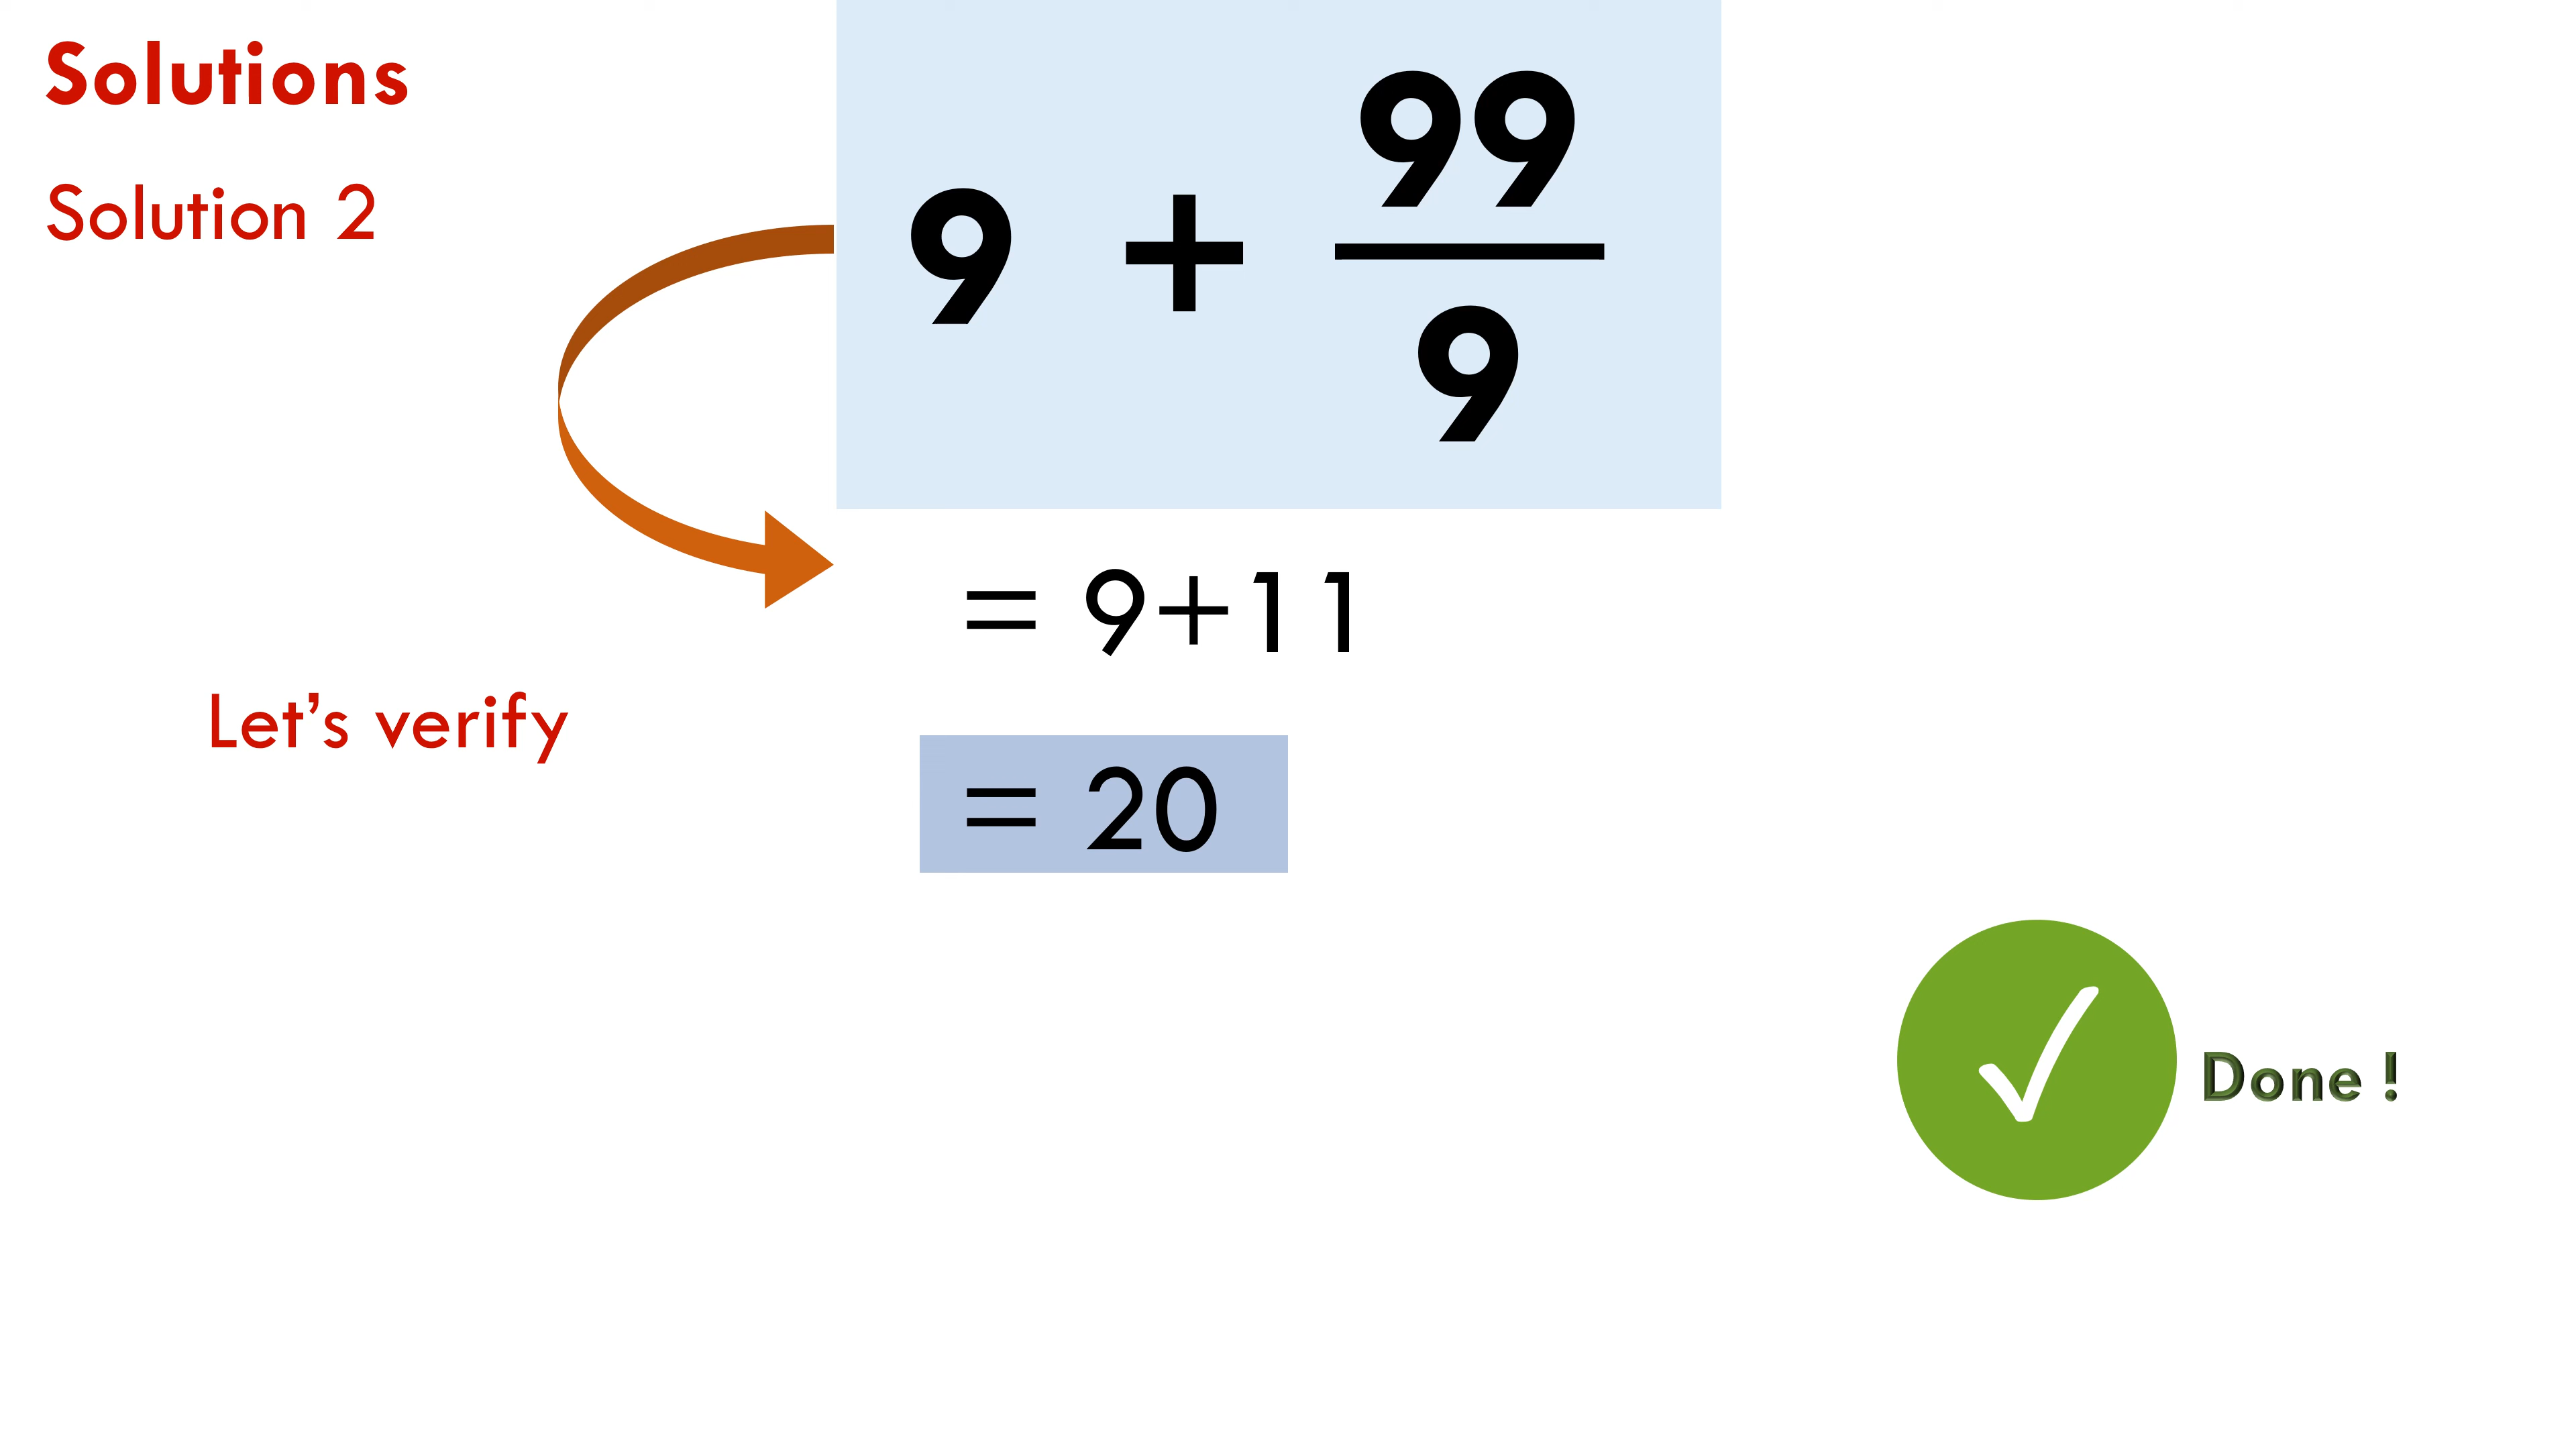 Solutions
Solution 2
9 + 99
9
= 9+11
Let’s verify
= 20
Done !